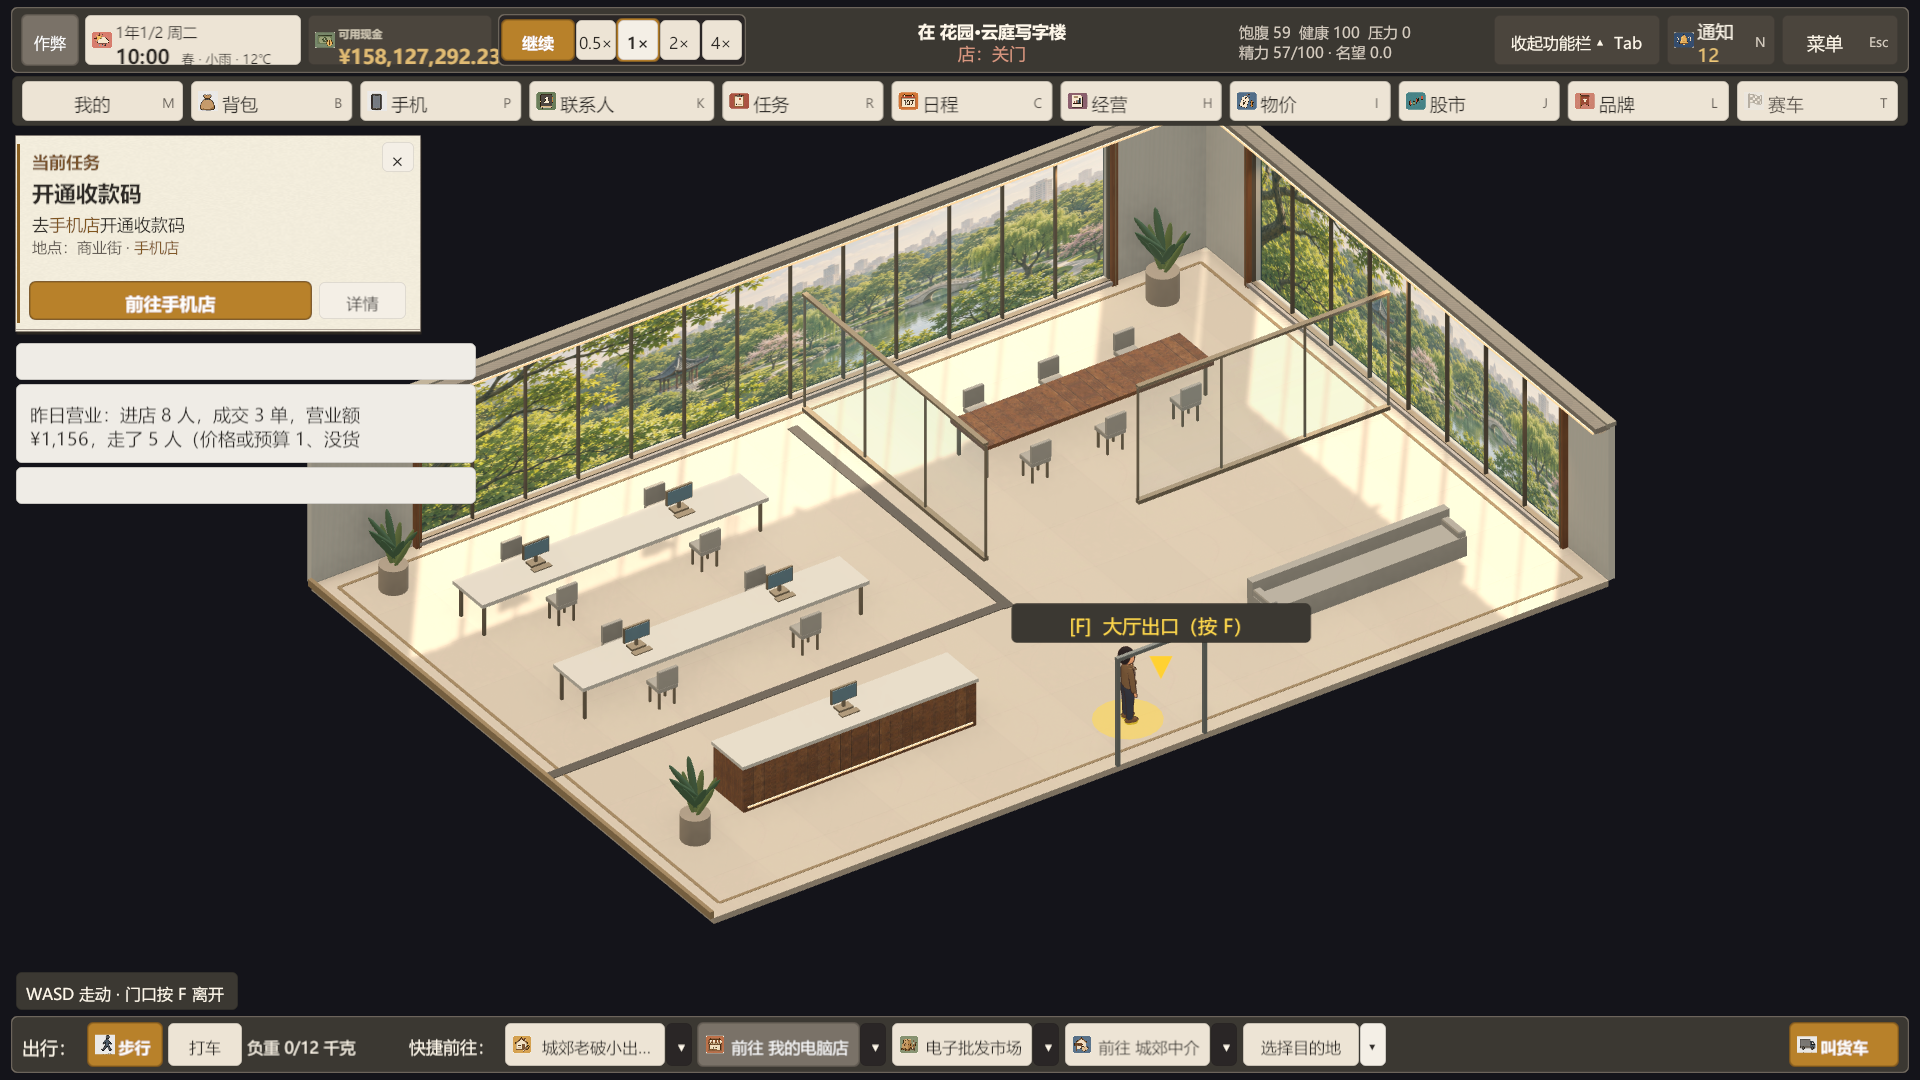 作弊
1年1/2 周二
10:00 春 · 小雨 · 12℃
可用现金
¥158,127,292.23
继续
0.5×
1×
2×
4×
在 花园·云庭写字楼
店：关门
饱腹 59 健康 100 压力 0
精力 57/100 · 名望 0.0
收起功能栏 ▴ Tab
通知
12
N
菜单 Esc
我的 M
背包 B
手机 P
联系人 K
任务 R
日程 C
经营 H
物价 I
股市 J
品牌 L
赛车 T
当前任务
×
开通收款码
去手机店开通收款码
地点：商业街 · 手机店
前往手机店
详情
昨日营业：进店 8 人，成交 3 单，营业额
¥1,156，走了 5 人（价格或预算 1、没货
[F] 大厅出口（按 F）
WASD 走动 · 门口按 F 离开
出行：
步行
打车
负重 0/12 千克
快捷前往：
城郊老破小出...
前往 我的电脑店
电子批发市场
前往 城郊中介
选择目的地
叫货车